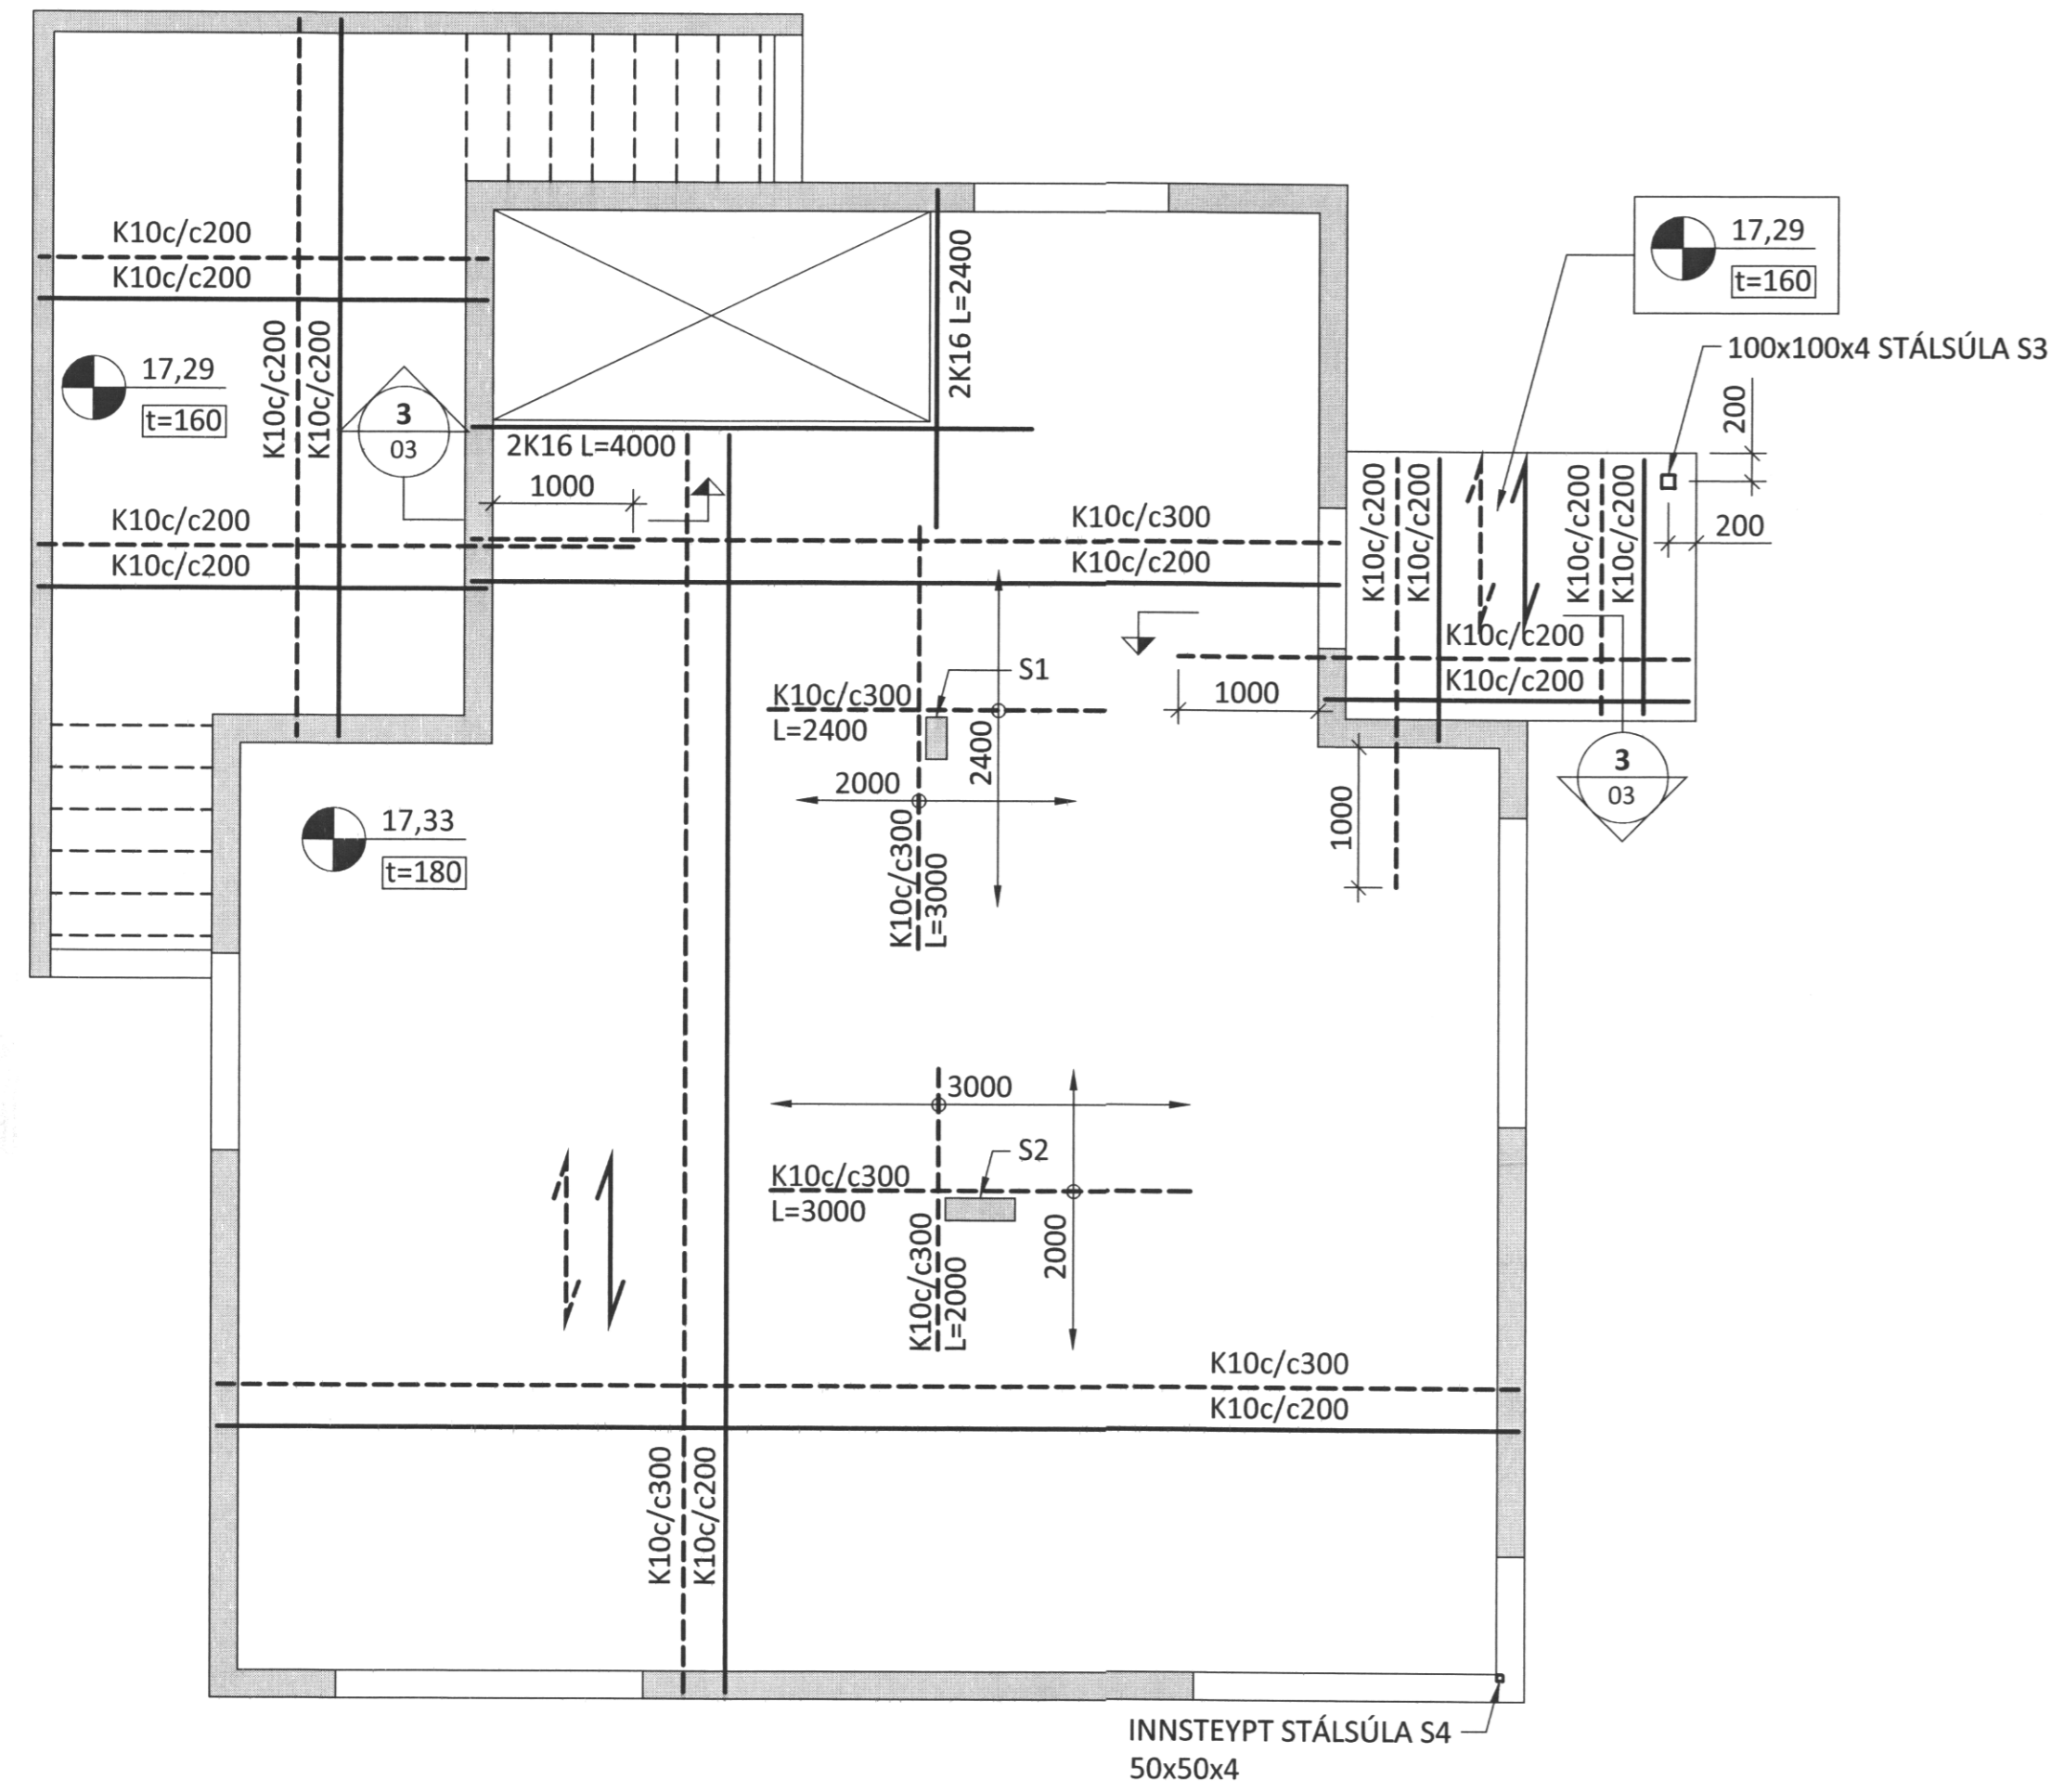 K10c/c200
K10c/c200
17,29
t=160
K10c/c200
K10c/c200
3
03
K10c/c200
K10c/c200
2K16 L=2400
2K16 L=4000
1000
K10c/c300
K10c/c200
17,29
t=160
100x100x4 STÁLSÚLA S3
200
200
K10c/c200
K10c/c200
K10c/c200
K10c/c200
K10c/c200
K10c/c200
1000
1000
3
03
S1
K10c/c300
L=2400
2400
2000
K10c/c300
L=3000
17,33
t=180
3000
S2
K10c/c300
L=3000
K10c/c300
L=2000
2000
K10c/c300
K10c/c200
K10c/c300
K10c/c200
INNSTEYPT STÁLSÚLA S4
50x50x4